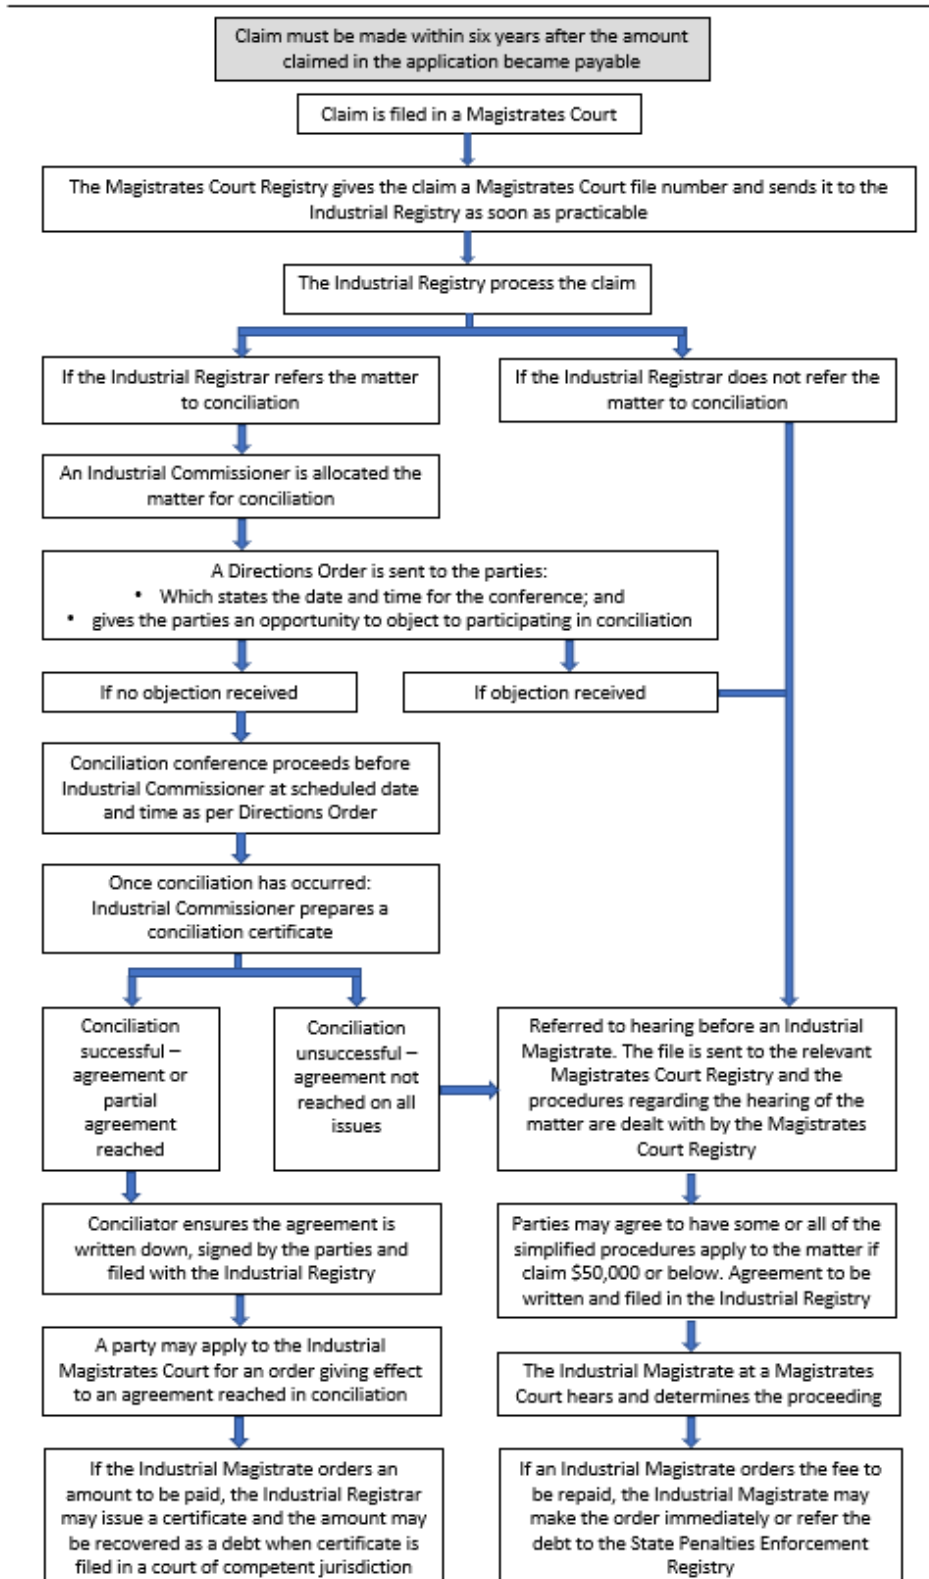 Claim must be made within six years after the amount
claimed in the application became payable
Claim is filed in a Magistrates Court
The Magistrates Court Registry gives the claim a Magistrates Court file number and sends it to the
Industrial Registry as soon as practicable
The Industrial Registry process the claim
If the Industrial Registrar refers the matter
to conciliation
If the Industrial Registrar does not refer the
matter to conciliation
An Industrial Commissioner is allocated the
matter for conciliation
A Directions Order is sent to the parties:
• Which states the date and time for the conference; and
• gives the parties an opportunity to object to participating in conciliation
If no objection received
If objection received
Conciliation conference proceeds before
Industrial Commissioner at scheduled date
and time as per Directions Order
Once conciliation has occurred:
Industrial Commissioner prepares a
conciliation certificate
Conciliation
successful –
agreement or
partial
agreement
reached
Conciliation
unsuccessful –
agreement not
reached on all
issues
Referred to hearing before an Industrial
Magistrate. The file is sent to the relevant
Magistrates Court Registry and the
procedures regarding the hearing of the
matter are dealt with by the Magistrates
Court Registry
Conciliator ensures the agreement is
written down, signed by the parties and
filed with the Industrial Registry
Parties may agree to have some or all of the
simplified procedures apply to the matter if
claim $50,000 or below. Agreement to be
written and filed in the Industrial Registry
A party may apply to the Industrial
Magistrates Court for an order giving effect
to an agreement reached in conciliation
The Industrial Magistrate at a Magistrates
Court hears and determines the proceeding
If the Industrial Magistrate orders an
amount to be paid, the Industrial Registrar
may issue a certificate and the amount may
be recovered as a debt when certificate is
filed in a court of competent jurisdiction
If an Industrial Magistrate orders the fee to
be repaid, the Industrial Magistrate may
make the order immediately or refer the
debt to the State Penalties Enforcement
Registry